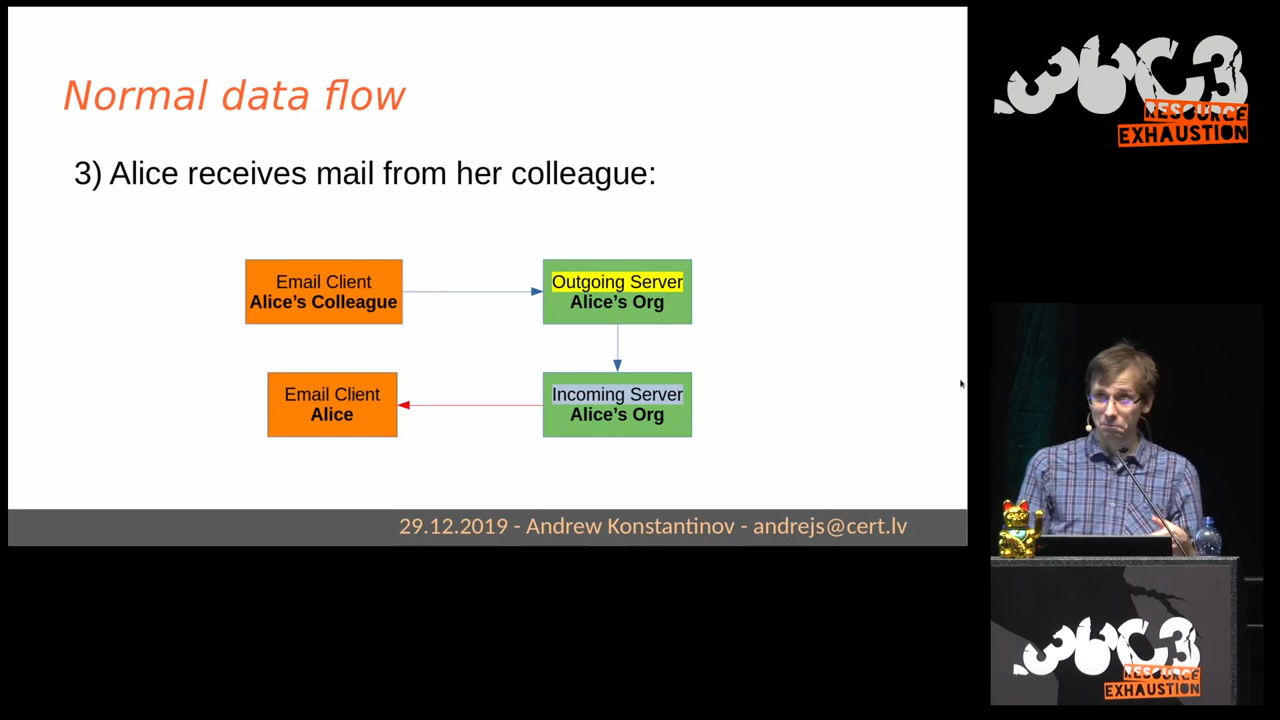 Normal data flow
3) Alice receives mail from her colleague:
Email Client
Alice's Colleague
Outgoing Server
Alice's Org
Email Client
Alice
Incoming Server
Alice's Org
29.12.2019 - Andrew Konstantinov - andrejs@cert.lv
36C3
RESOURCE
EXHAUSTION
36C3
RESOURCE
EXHAUSTION